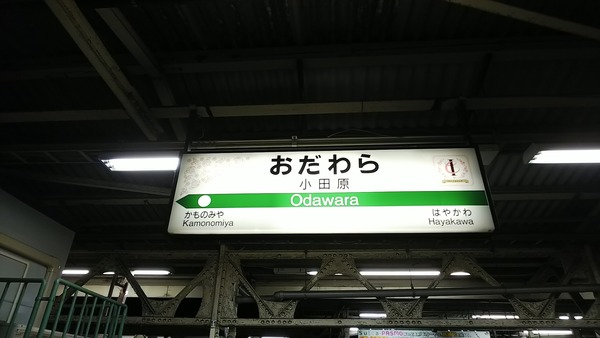 おだわら
小田原
Odawara
かものみや
Kamonomiya
はやかわ
Hayakawa
PASMO